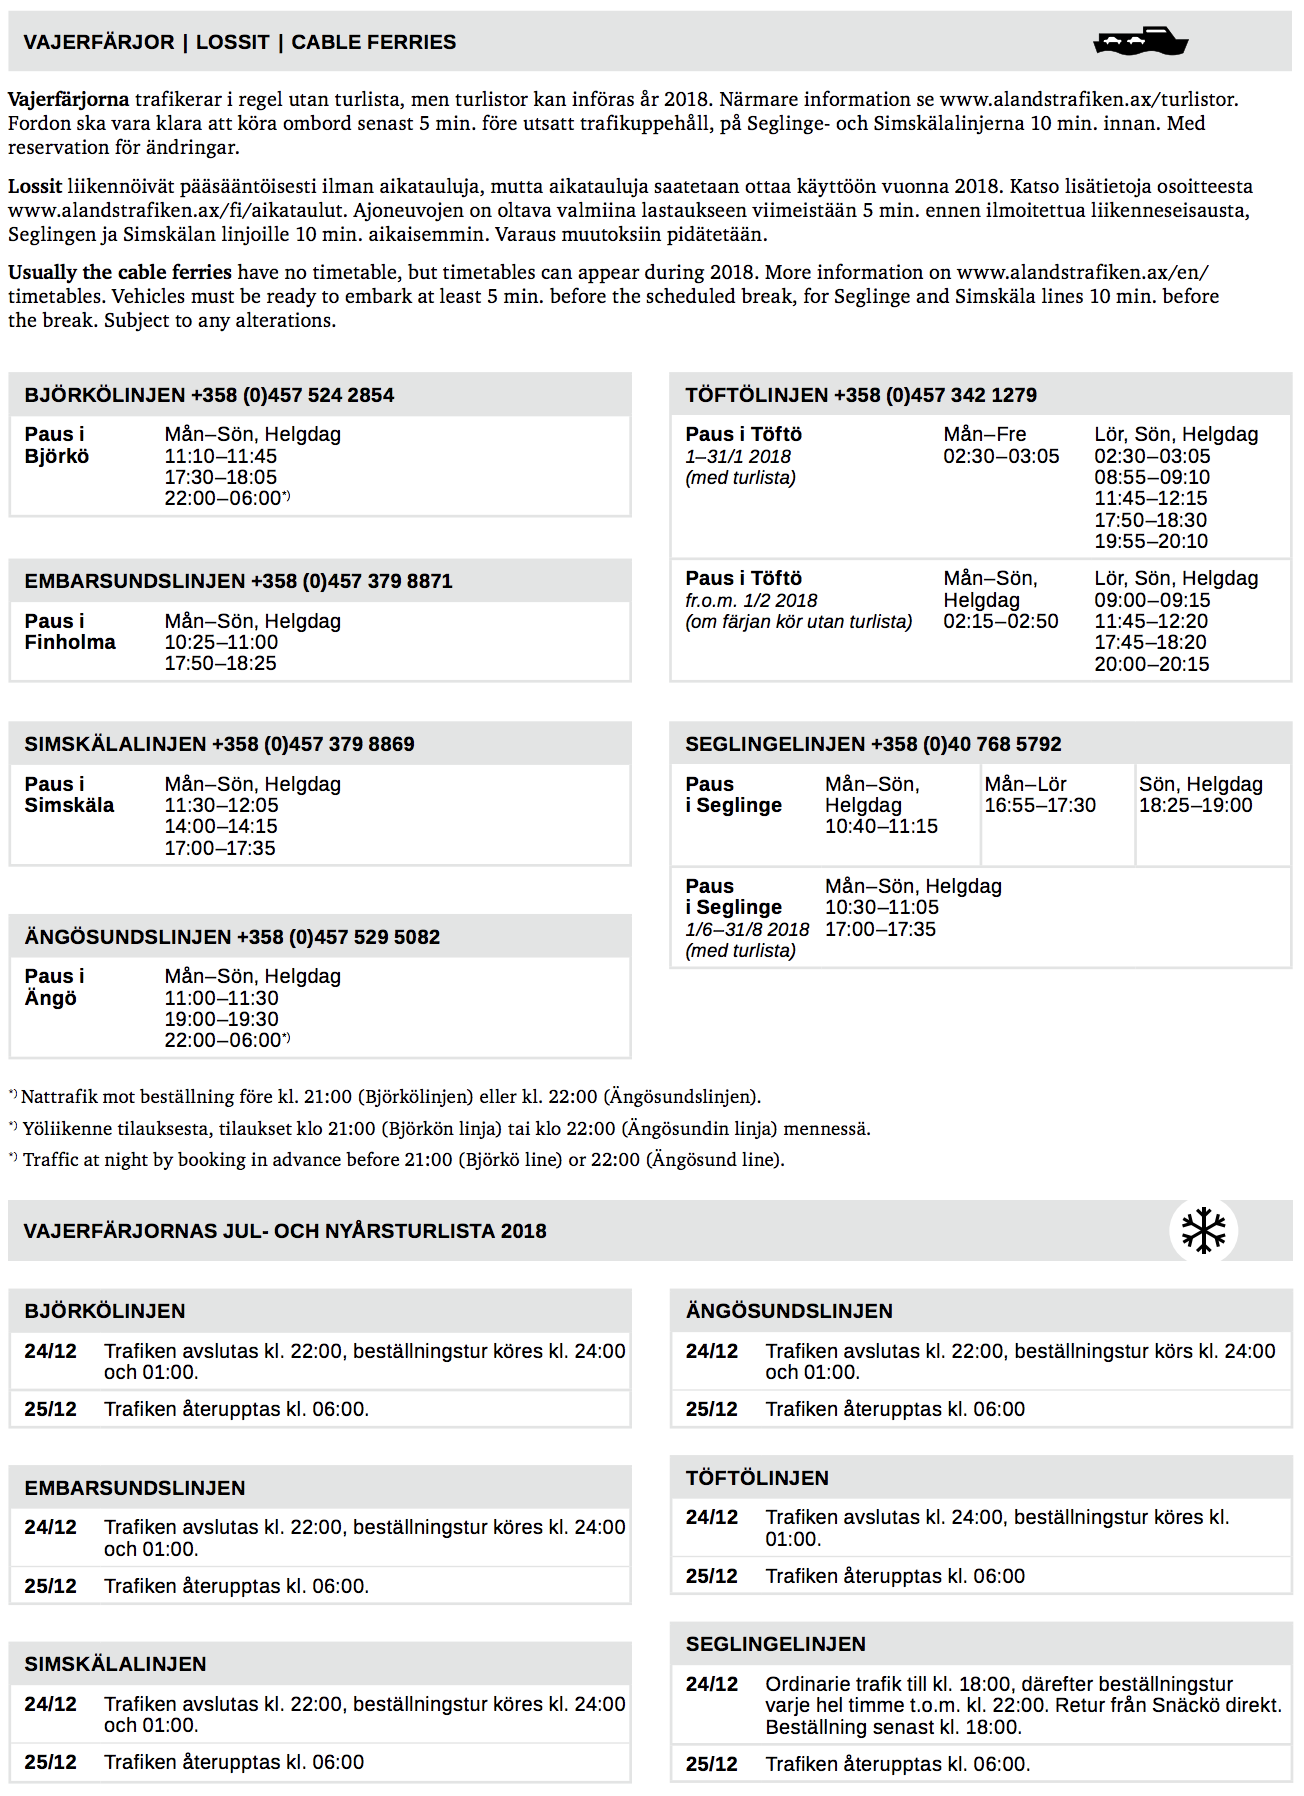 VAJERFÄRJOR | LOSSIT | CABLE FERRIES
Vajerfärjorna trafikerar i regel utan turlista, men turlistor kan införas år 2018. Närmare information se www.alandstrafiken.ax/turlistor.
Fordon ska vara klara att köra ombord senast 5 min. före utsatt trafikuppehåll, på Seglinge- och Simskälalinjerna 10 min. innan. Med
reservation för ändringar.
Lossit liikennöivät pääsääntöisesti ilman aikatauluja, mutta aikatauluja saatetaan ottaa käyttöön vuonna 2018. Katso lisätietoja osoitteesta
www.alandstrafiken.ax/fi/aikataulut. Ajoneuvojen on oltava valmiina lastaukseen viimeistään 5 min. ennen ilmoitettua liikenneseisausta,
Seglingen ja Simskälan linjoille 10 min. aikaisemmin. Varaus muutoksiin pidätetään.
Usually the cable ferries have no timetable, but timetables can appear during 2018. More information on www.alandstrafiken.ax/en/
timetables. Vehicles must be ready to embark at least 5 min. before the scheduled break, for Seglinge and Simskäla lines 10 min. before
the break. Subject to any alterations.
BJÖRKÖLINJEN +358 (0)457 524 2854
Paus i Mån–Sön, Helgdag
Björkö 11:10–11:45
17:30–18:05
22:00–06:00*)
EMBARSUNDSLINJEN +358 (0)457 379 8871
Paus i Mån–Sön, Helgdag
Finholma 10:25–11:00
17:50–18:25
SIMSKÄLALINJEN +358 (0)457 379 8869
Paus i Mån–Sön, Helgdag
Simskäla 11:30–12:05
14:00–14:15
17:00–17:35
ÄNGÖSUNDSLINJEN +358 (0)457 529 5082
Paus i Mån–Sön, Helgdag
Ängö 11:00–11:30
19:00–19:30
22:00–06:00*)
TÖFTÖLINJEN +358 (0)457 342 1279
Paus i Töftö Mån–Fre Lör, Sön, Helgdag
1–31/1 2018 02:30–03:05 02:30–03:05
(med turlista) 08:55–09:10
11:45–12:15
17:50–18:30
19:55–20:10
Paus i Töftö Mån–Sön, Lör, Sön, Helgdag
fr.o.m. 1/2 2018 Helgdag 09:00–09:15
(om färjan kör utan turlista) 02:15–02:50 11:45–12:20
17:45–18:20
20:00–20:15
SEGLINGELINJEN +358 (0)40 768 5792
Paus Mån–Sön, Mån–Lör Sön, Helgdag
i Seglinge Helgdag 16:55–17:30 18:25–19:00
10:40–11:15
Paus Mån–Sön, Helgdag
i Seglinge 10:30–11:05
1/6–31/8 2018 17:00–17:35
(med turlista)
*) Nattrafik mot beställning före kl. 21:00 (Björkölinjen) eller kl. 22:00 (Ängösundslinjen).
*) Yöliikenne tilauksesta, tilaukset klo 21:00 (Björkön linja) tai klo 22:00 (Ängösundin linja) mennessä.
*) Traffic at night by booking in advance before 21:00 (Björkö line) or 22:00 (Ängösund line).
VAJERFÄRJORNAS JUL- OCH NYÅRSTURLISTA 2018
BJÖRKÖLINJEN
24/12 Trafiken avslutas kl. 22:00, beställningstur köres kl. 24:00
och 01:00.
25/12 Trafiken återupptas kl. 06:00.
EMBARSUNDSLINJEN
24/12 Trafiken avslutas kl. 22:00, beställningstur köres kl. 24:00
och 01:00.
25/12 Trafiken återupptas kl. 06:00.
SIMSKÄLALINJEN
24/12 Trafiken avslutas kl. 22:00, beställningstur köres kl. 24:00
och 01:00.
25/12 Trafiken återupptas kl. 06:00
ÄNGÖSUNDSLINJEN
24/12 Trafiken avslutas kl. 22:00, beställningstur körs kl. 24:00
och 01:00.
25/12 Trafiken återupptas kl. 06:00
TÖFTÖLINJEN
24/12 Trafiken avslutas kl. 24:00, beställningstur köres kl.
01:00.
25/12 Trafiken återupptas kl. 06:00
SEGLINGELINJEN
24/12 Ordinarie trafik till kl. 18:00, därefter beställningstur
varje hel timme t.o.m. kl. 22:00. Retur från Snäckö direkt.
Beställning senast kl. 18:00.
25/12 Trafiken återupptas kl. 06:00.